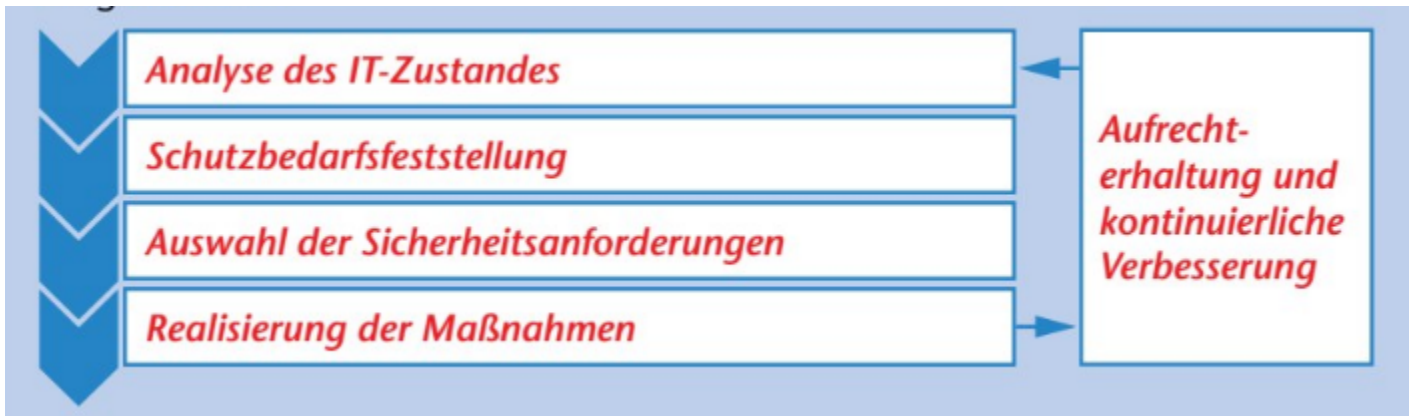 Analyse des IT-Zustandes
Schutzbedarfsfeststellung
Auswahl der Sicherheitsanforderungen
Realisierung der Maßnahmen
Aufrecht-
erhaltung und
kontinuierliche
Verbesserung